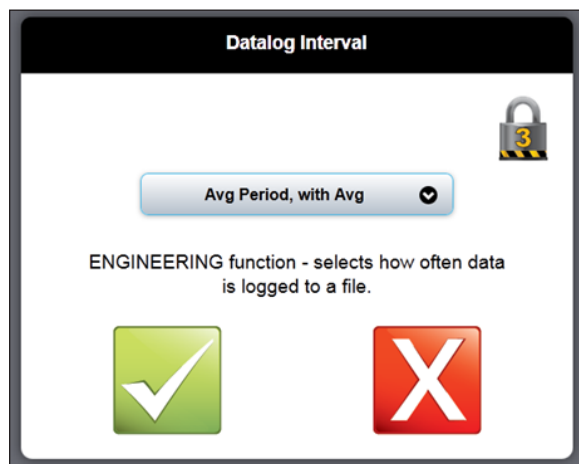 Datalog Interval
3
Avg Period, with Avg
ENGINEERING function - selects how often data
is logged to a file.